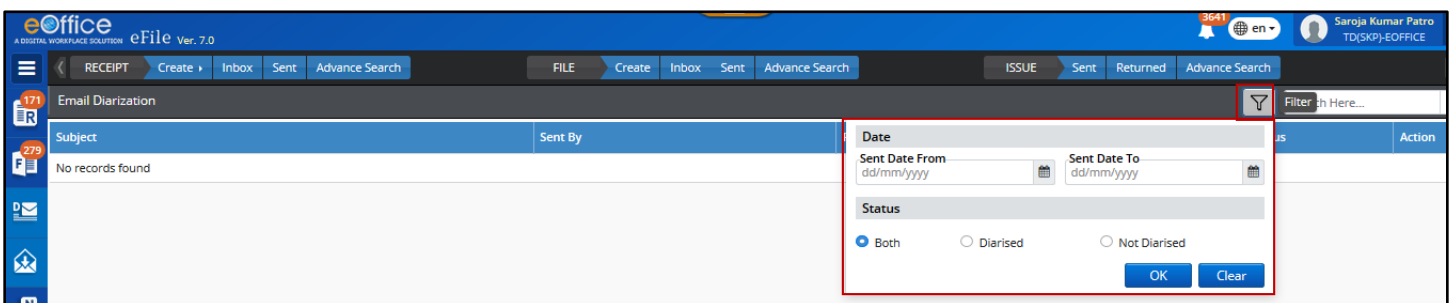 3641
eOffice
A DIGITAL WORKPLACE SOLUTION eFile Ver. 7.0
en
Saroja Kumar Patro
TD(SKP)-EOFFICE
RECEIPT Create Inbox Sent Advance Search FILE Create Inbox Sent Advance Search ISSUE Sent Returned Advance Search
171
R
Email Diarization
Filter
ch Here...
Subject Sent By us Action
279
F
No records found
D
Date
Sent Date From Sent Date To
dd/mm/yyyy dd/mm/yyyy
Status
Both Diarised Not Diarised
OK Clear